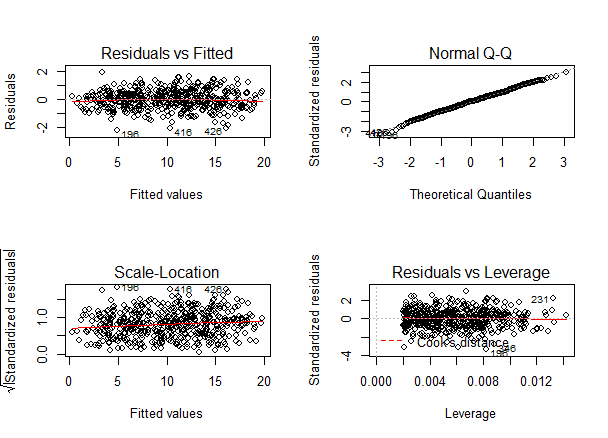 Residuals vs Fitted
Residuals
2
0
-2
196
416
426
0 5 10 15 20
Fitted values
Normal Q-Q
Standardized residuals
2
0
-3
-3 -2 -1 0 1 2 3
Theoretical Quantiles
Scale-Location
√|Standardized residuals|
1.0
0.0
196
416
426
0 5 10 15 20
Fitted values
Residuals vs Leverage
Standardized residuals
2
0
-4
231
Cook's distance
346
196
0.000 0.004 0.008 0.012
Leverage